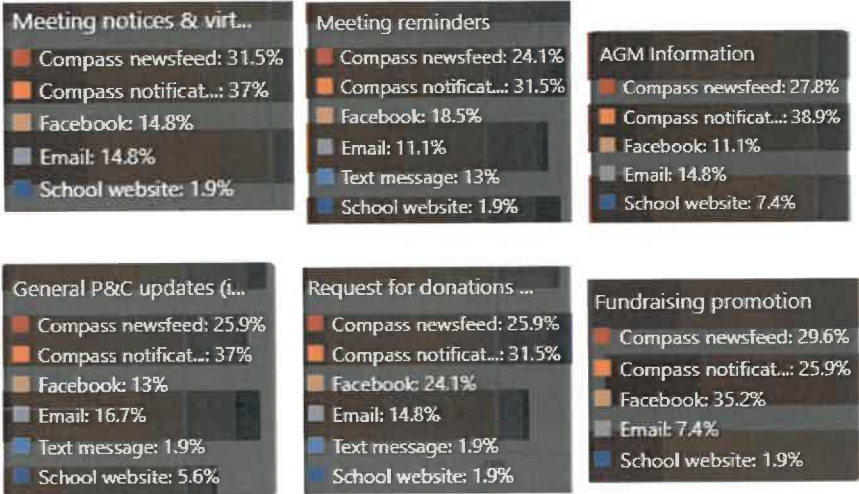 Meeting notices & virt...
Compass newsfeed: 31.5%
Compass notificat...: 37%
Facebook: 14.8%
Email: 14.8%
School website: 1.9%
Meeting reminders
Compass newsfeed: 24.1%
Compass notificat...: 31.5%
Facebook: 18.5%
Email: 11.1%
Text message: 13%
School website: 1.9%
AGM Information
Compass newsfeed: 27.8%
Compass notificat...: 38.9%
Facebook: 11.1%
Email: 14.8%
School website: 7.4%
General P&C updates (i...
Compass newsfeed: 25.9%
Compass notificat...: 37%
Facebook: 13%
Email: 16.7%
Text message: 1.9%
School website: 5.6%
Request for donations ...
Compass newsfeed: 25.9%
Compass notificat...: 31.5%
Facebook: 24.1%
Email: 14.8%
Text message: 1.9%
School website: 1.9%
Fundraising promotion
Compass newsfeed: 29.6%
Compass notificat...: 25.9%
Facebook: 35.2%
Email: 7.4%
School website: 1.9%